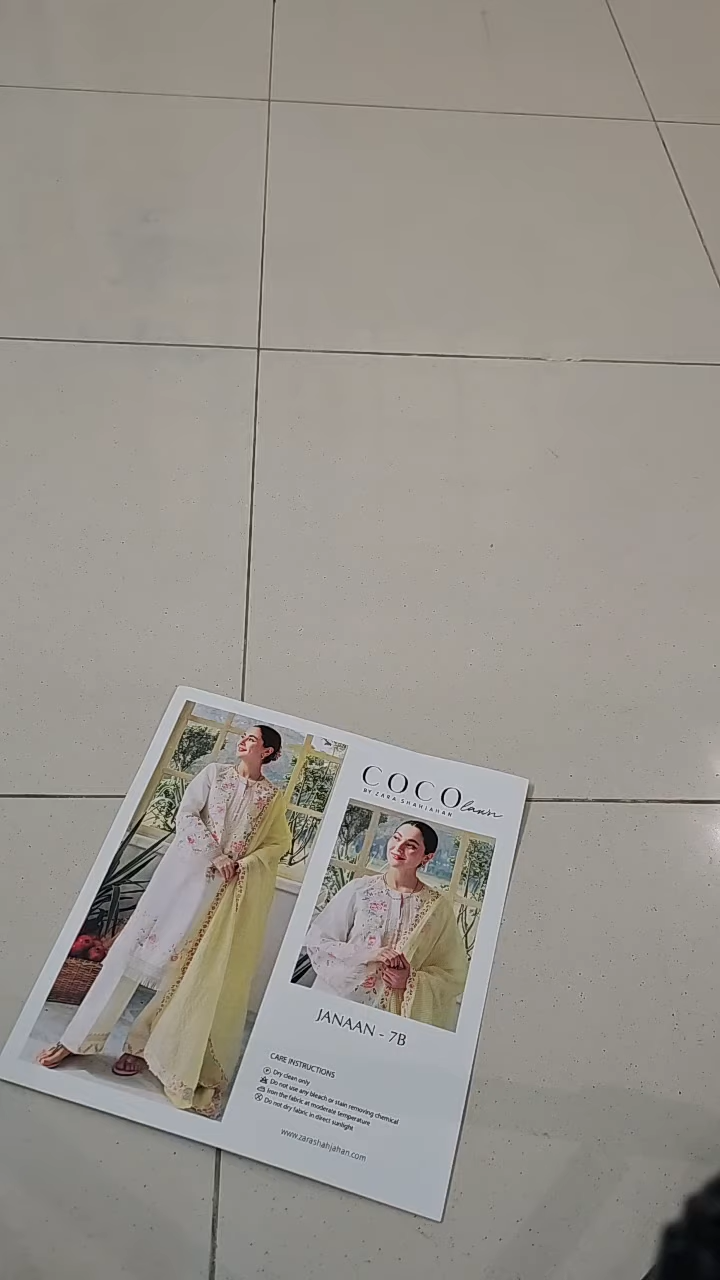 COCO lawn
BY ZARA SHAHJAHAN
JANAAN - 7B
CARE INSTRUCTIONS
Dry clean only
Do not use any bleach or stain removing chemical
Iron the fabric at moderate temperature
Do not dry fabric in direct sunlight
www.zarashahjahan.com